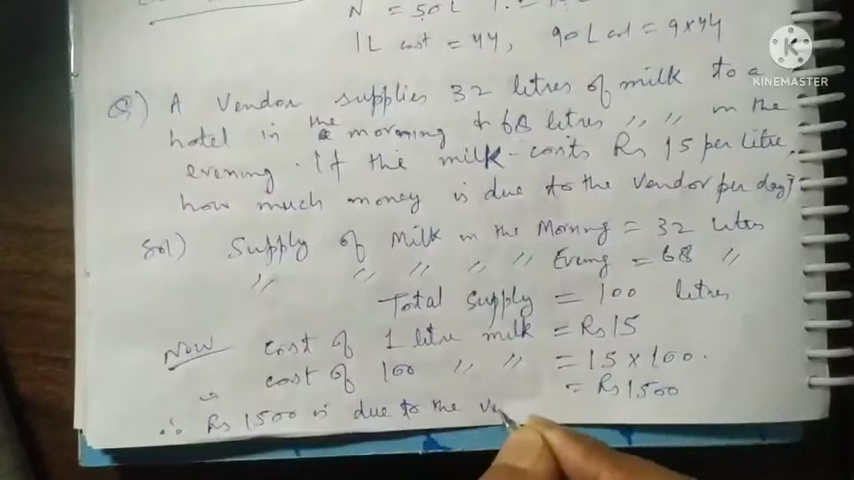 N = 50L
1L cost = 44, 90L cost = 9x44
KINEMASTER
Q) A Vendor supplies 32 litres of milk to a
hotel in the morning & 68 litres " " in the
evening. If the milk costs Rs 15 per litre,
how much money is due to the vendor per day?
Sol) Supply of Milk in the Morning = 32 litres
" " " " " Evening = 68 "
Total Supply = 100 litres
Now cost of 1 litre milk = Rs 15
cost of 100 " " = 15 x 100.
= Rs 1500
∴ Rs 1500 is due to the ve